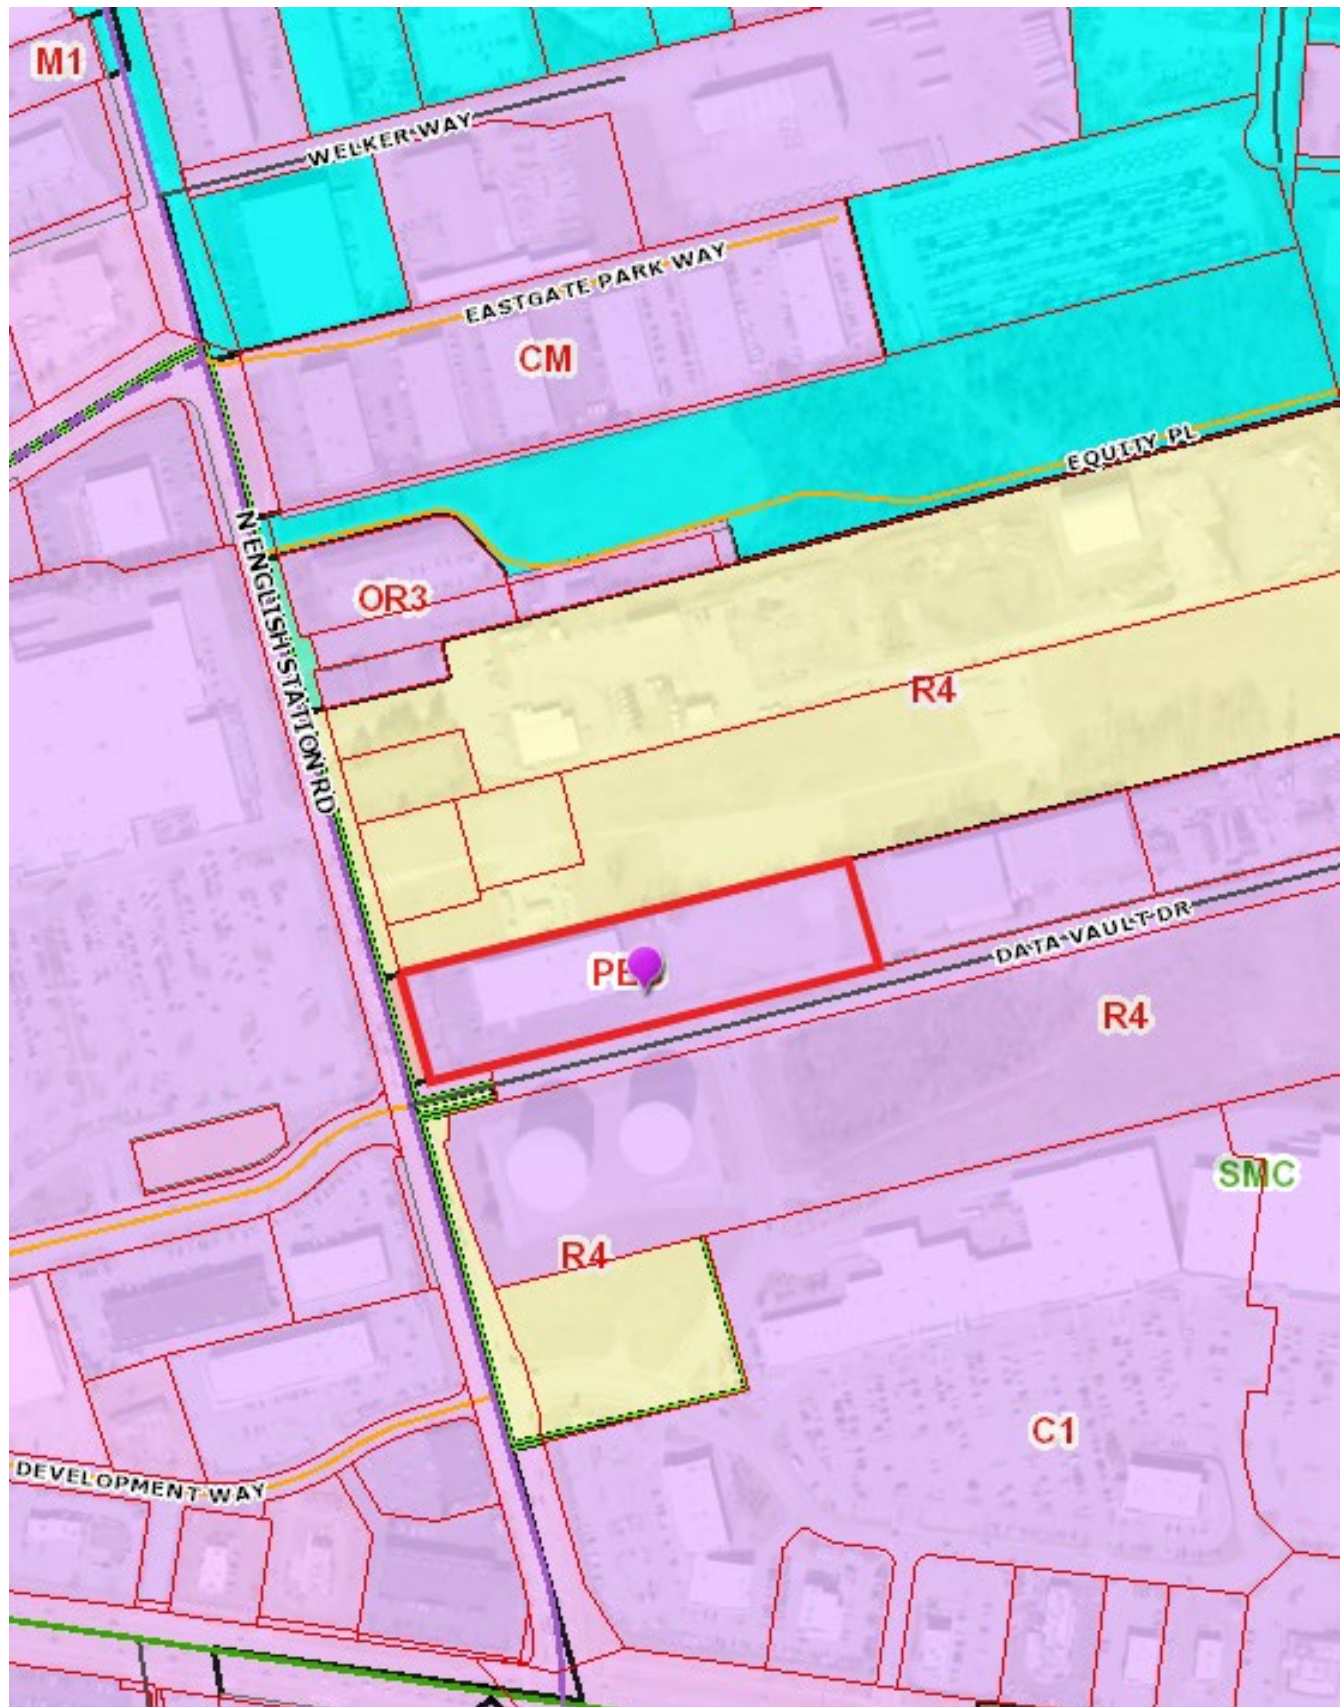 M1
WELKER WAY
EASTGATE PARK WAY
CM
EQUITY PL
N ENGLISH STATION RD
OR3
R4
DATA VAULT DR
R4
SMC
R4
C1
DEVELOPMENT WAY